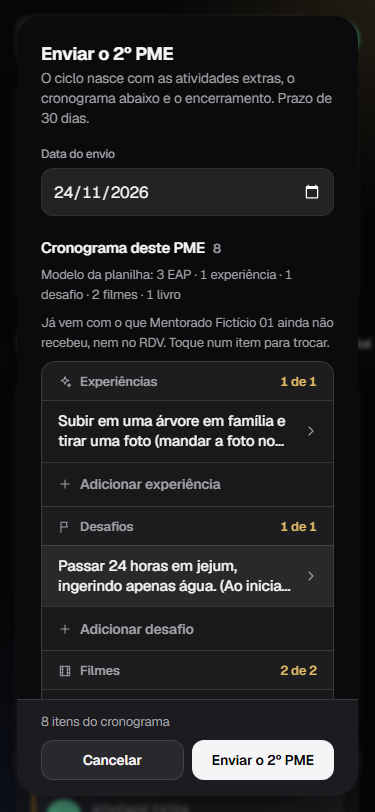 Enviar o 2º PME
O ciclo nasce com as atividades extras, o
cronograma abaixo e o encerramento. Prazo de
30 dias.
Data do envio
24/11/2026
Cronograma deste PME 8
Modelo da planilha: 3 EAP · 1 experiência · 1
desafio · 2 filmes · 1 livro
Já vem com o que Mentorado Fictício 01 ainda não
recebeu, nem no RDV. Toque num item para trocar.
Experiências 1 de 1
Subir em uma árvore em família e
tirar uma foto (mandar a foto no...
+ Adicionar experiência
Desafios 1 de 1
Passar 24 horas em jejum,
ingerindo apenas água. (Ao inicia...
+ Adicionar desafio
Filmes 2 de 2
8 itens do cronograma
Cancelar Enviar o 2º PME